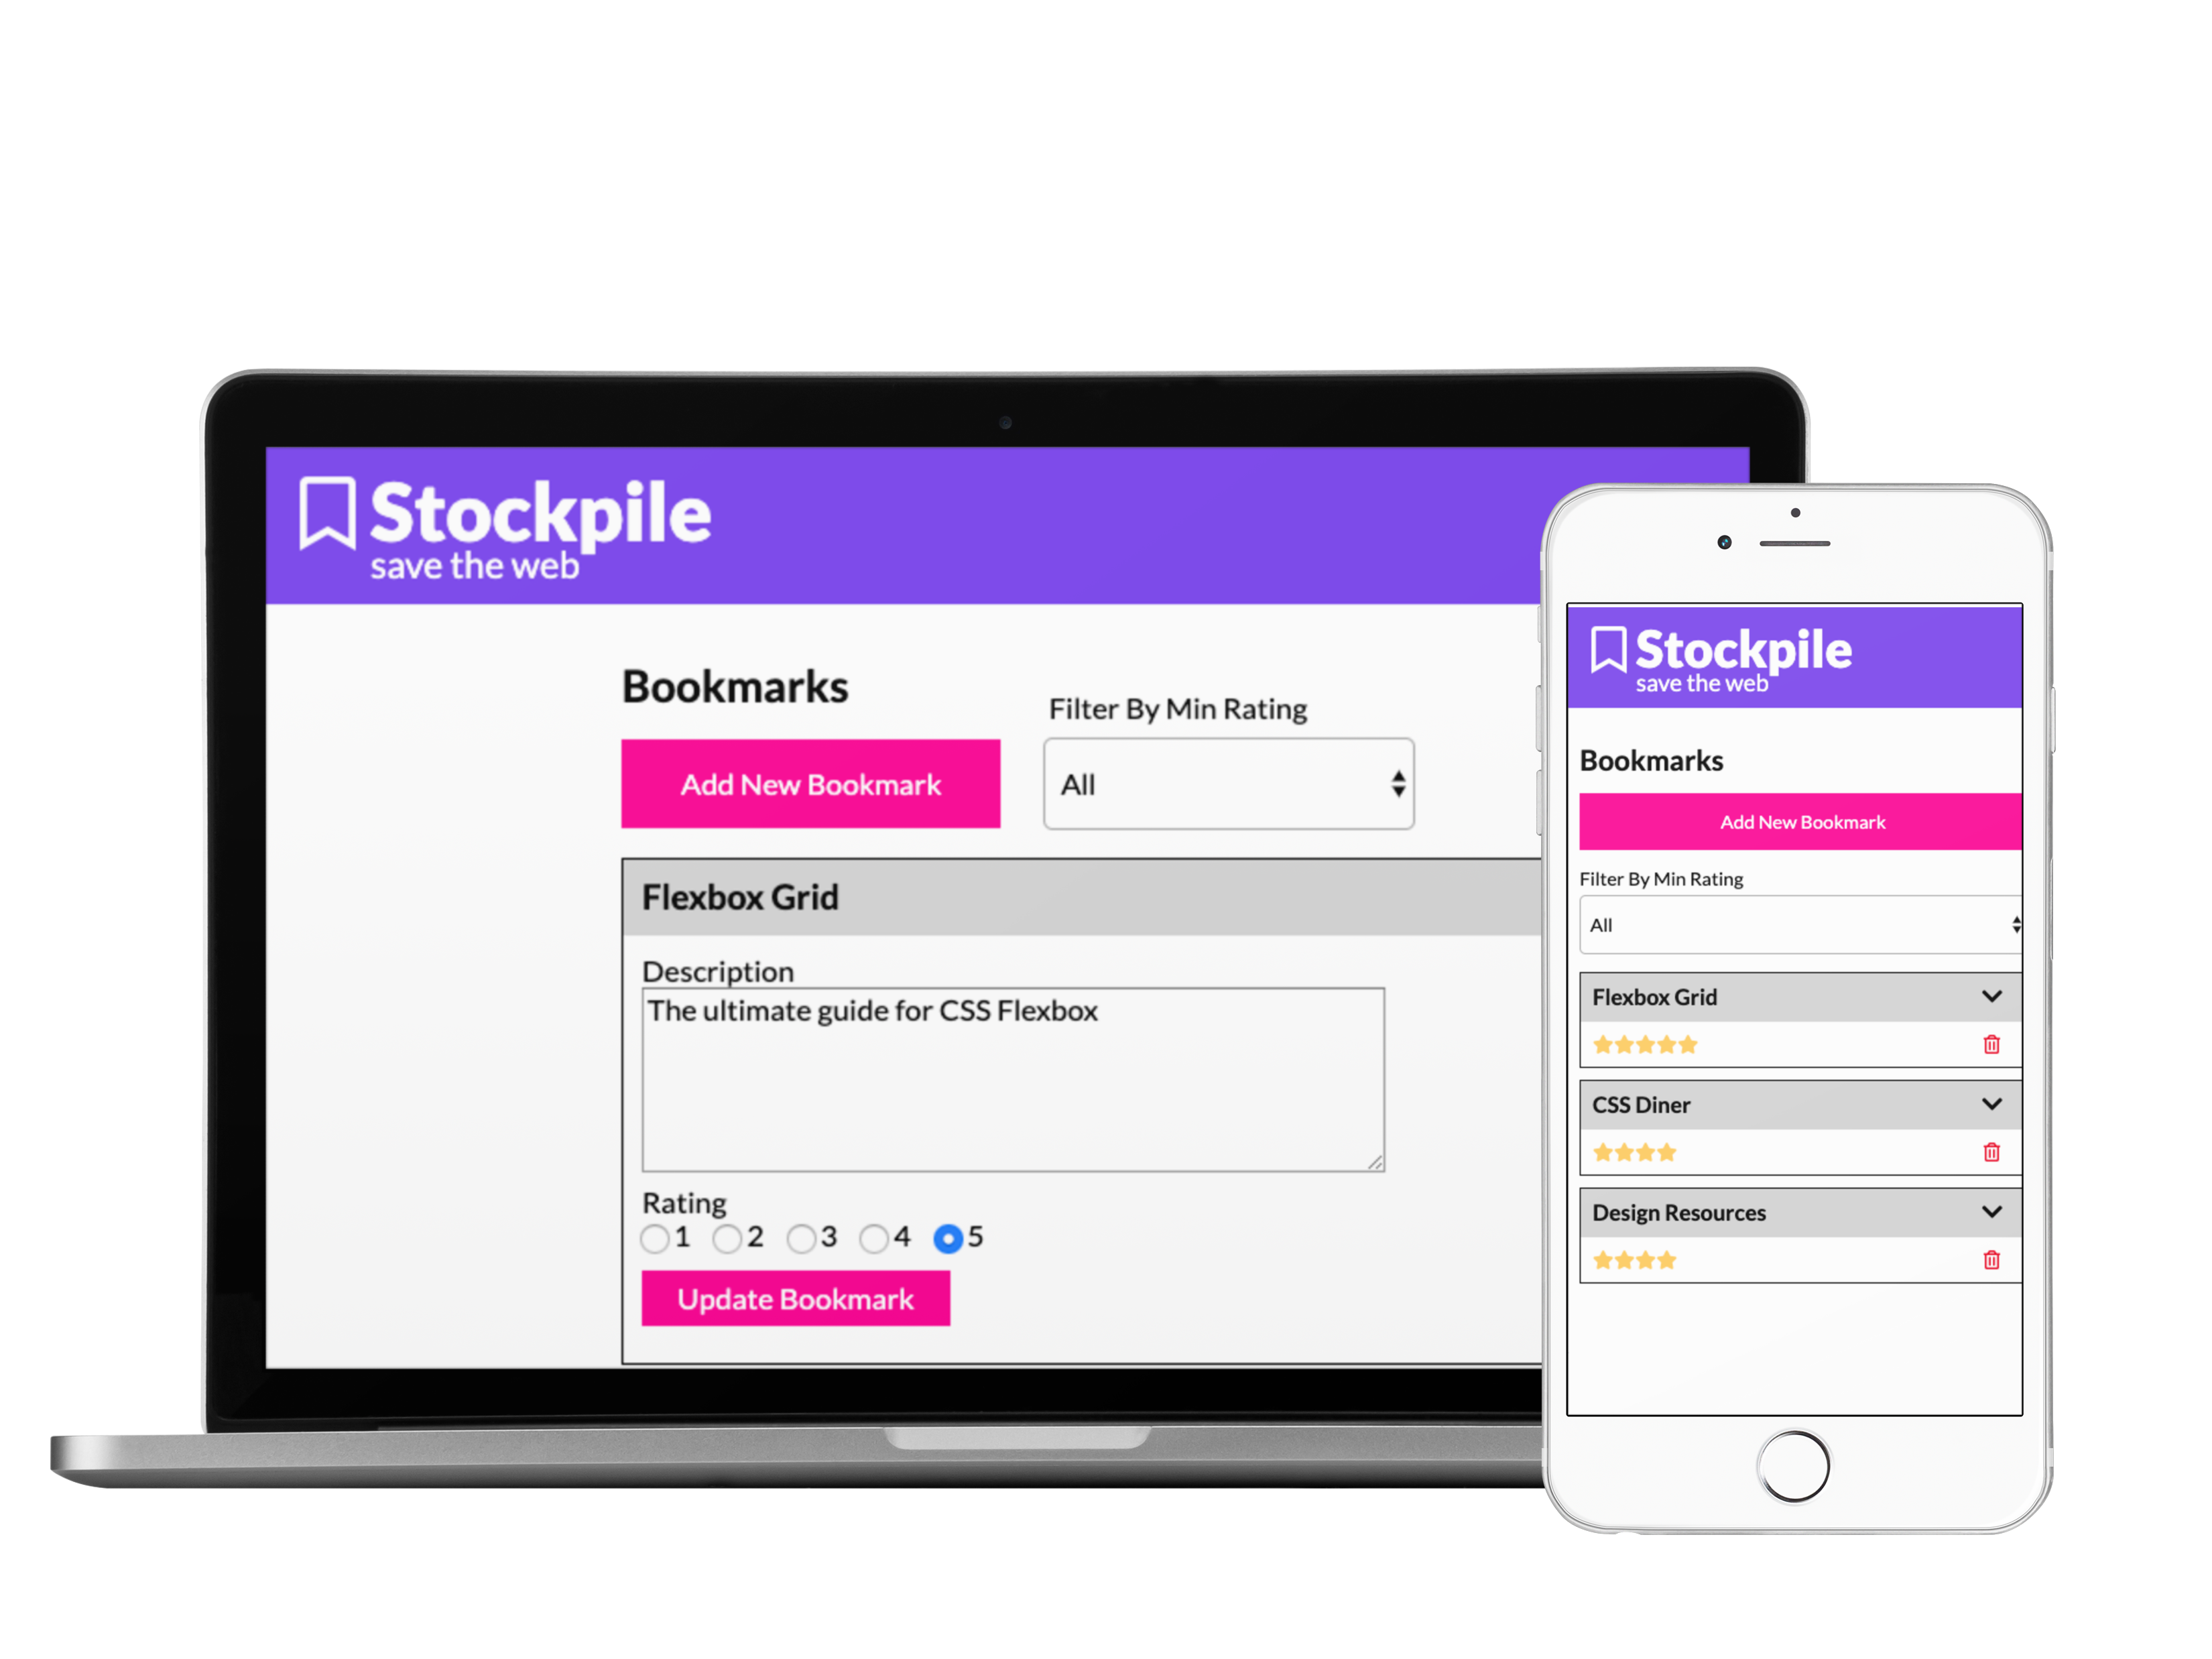 Stockpile
save the web
Bookmarks
Filter By Min Rating
Add New Bookmark
All
Flexbox Grid
Description
The ultimate guide for CSS Flexbox
Rating
1 2 3 4 5
Update Bookmark
Stockpile
save the web
Bookmarks
Add New Bookmark
Filter By Min Rating
All
Flexbox Grid
CSS Diner
Design Resources